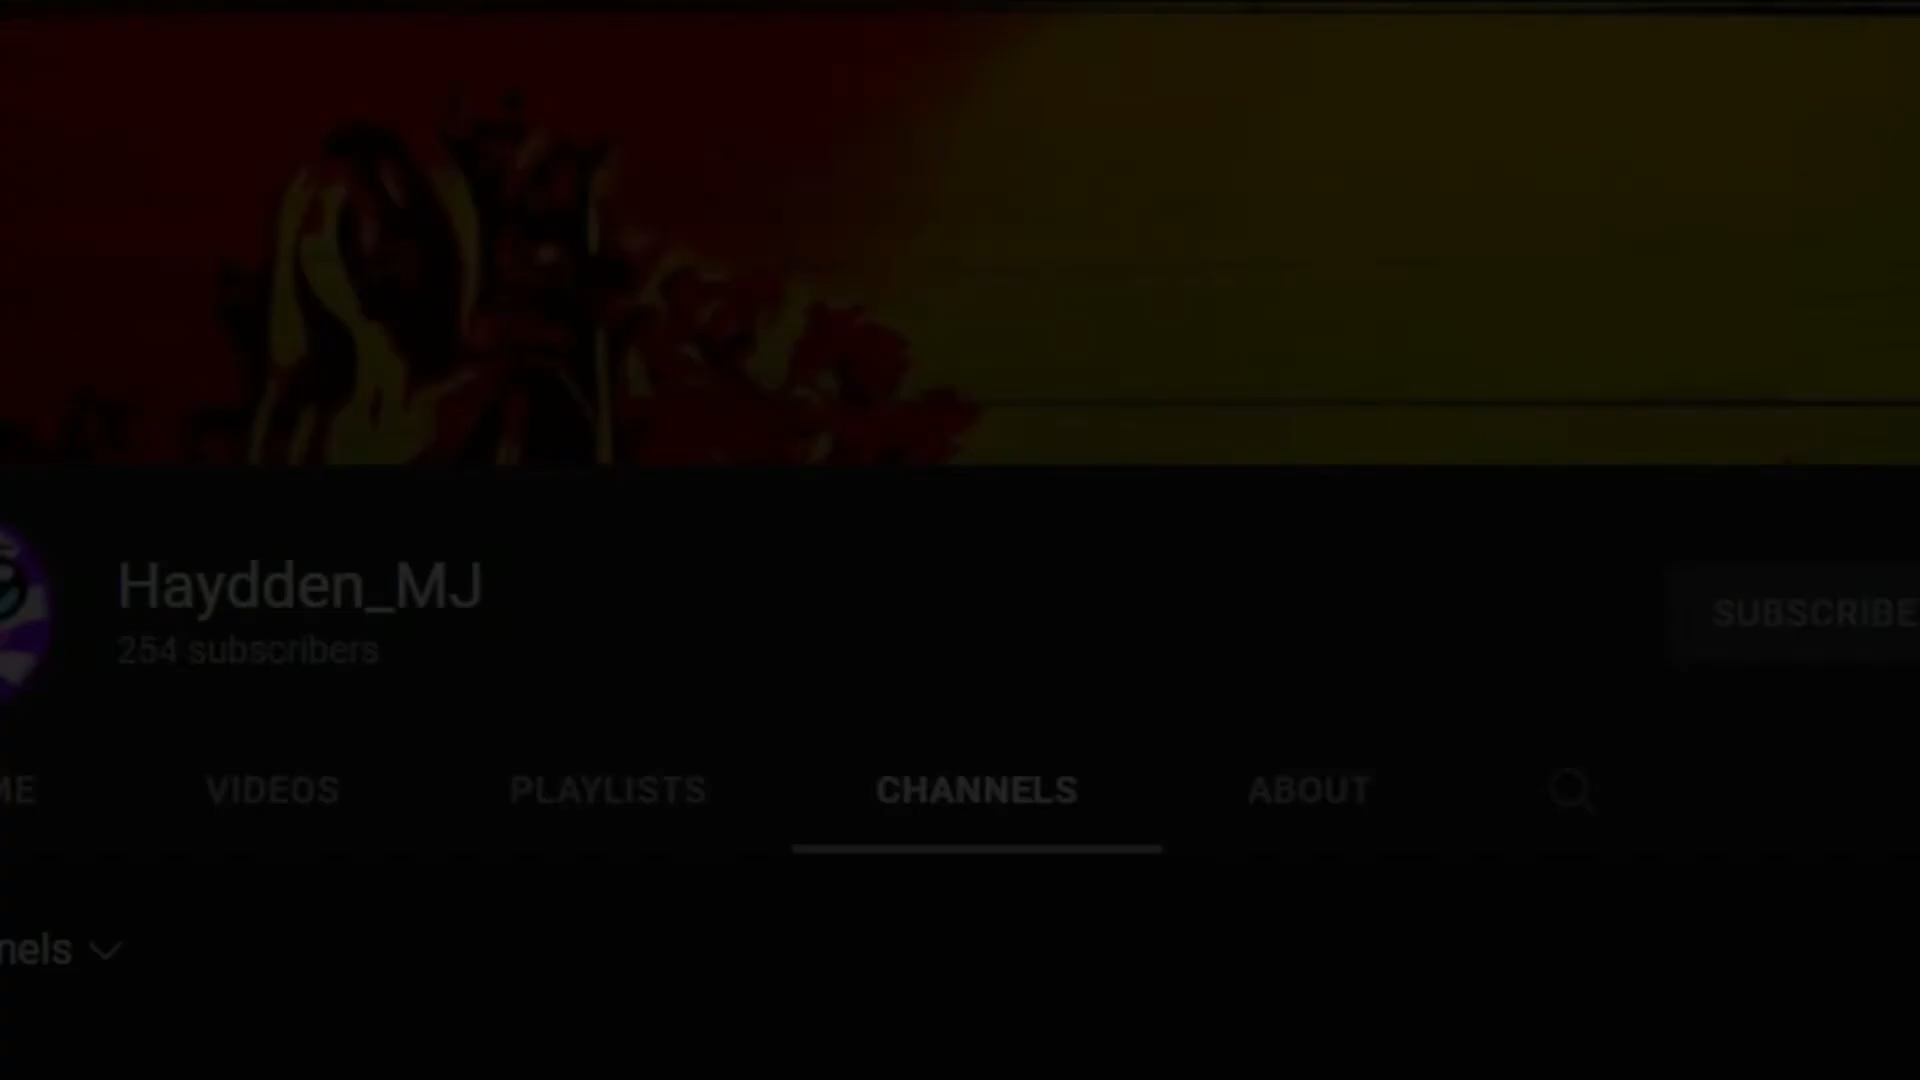 Haydden_MJ
254 subscribers
SUBSCRIBE
ME VIDEOS PLAYLISTS CHANNELS ABOUT
nels